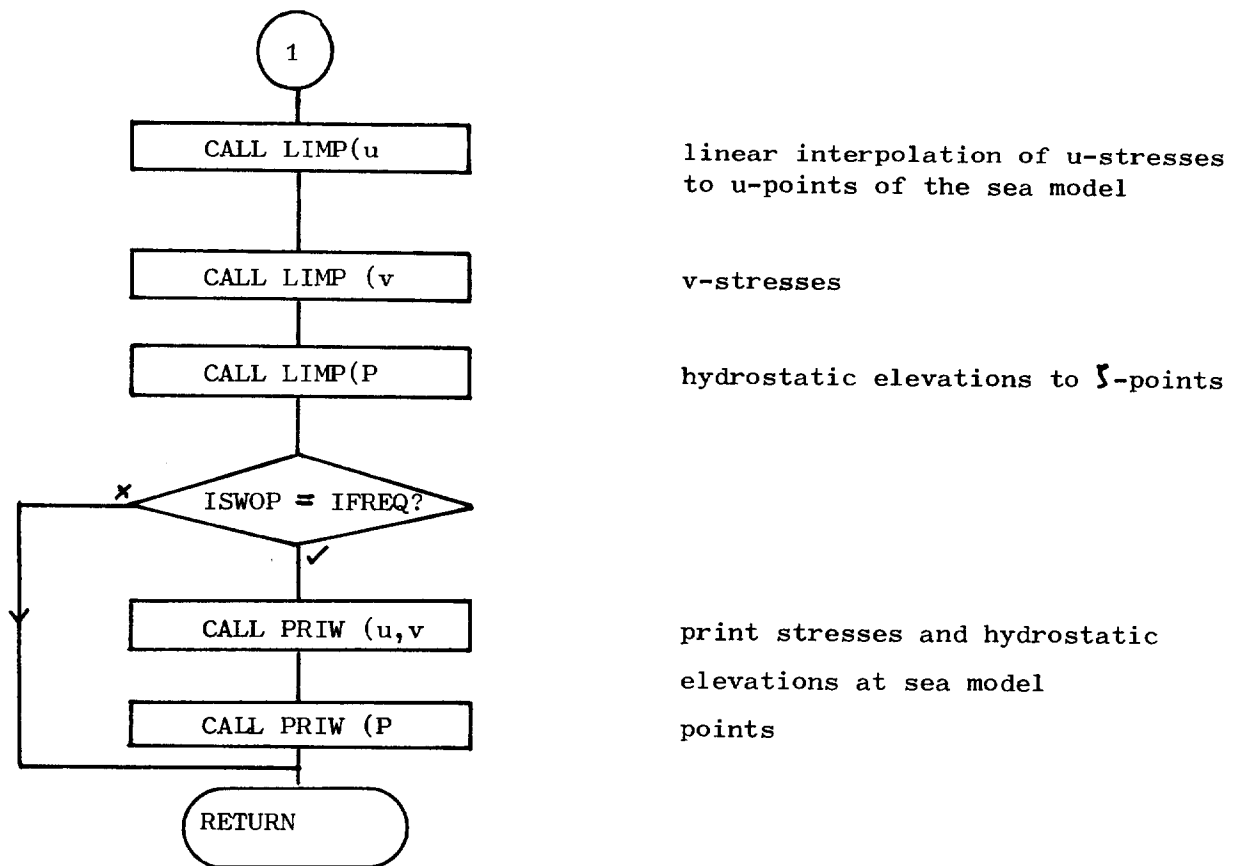 1
CALL LIMP(u
linear interpolation of u-stresses
to u-points of the sea model
CALL LIMP (v
v-stresses
CALL LIMP(P
hydrostatic elevations to ζ-points
x
ISWOP = IFREQ?
✓
CALL PRIW (u,v
print stresses and hydrostatic
elevations at sea model
CALL PRIW (P
points
RETURN